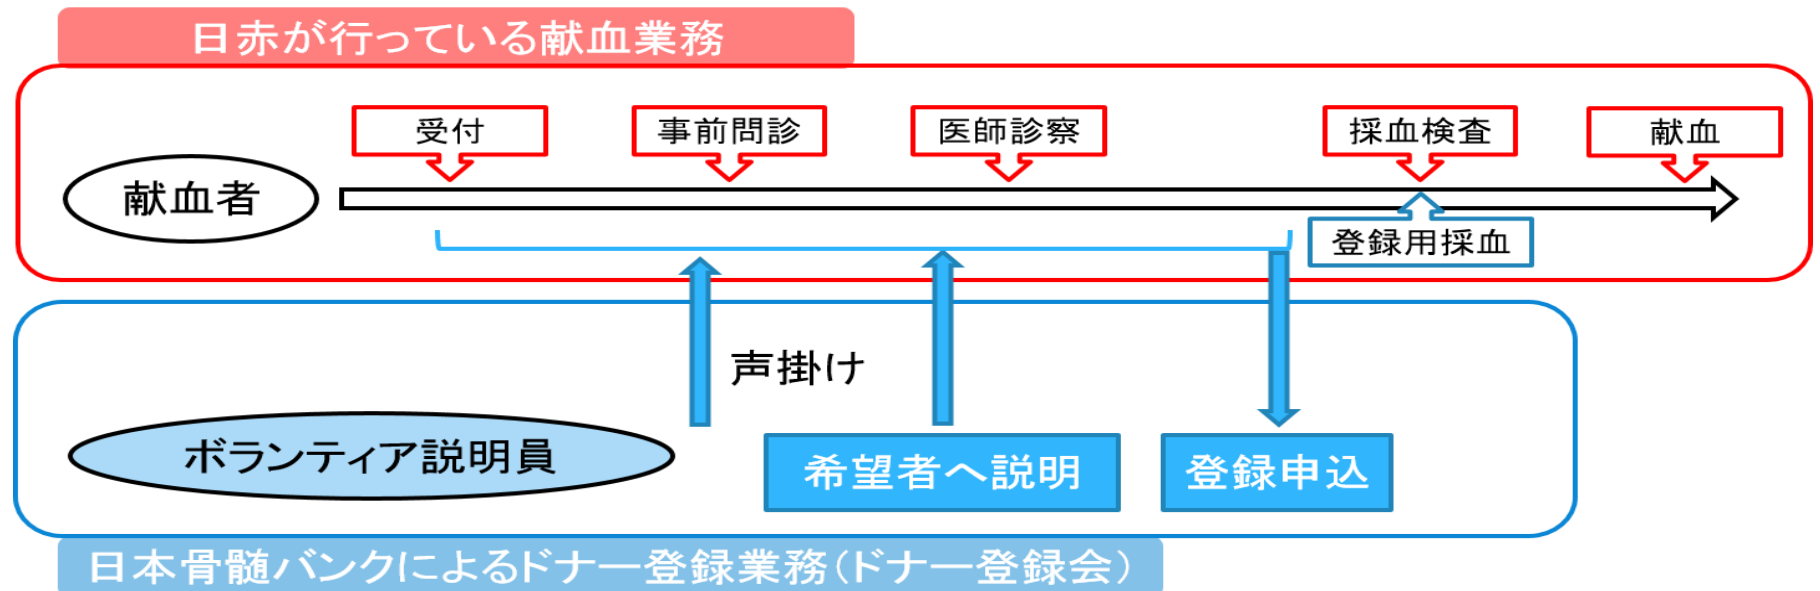 日赤が行っている献血業務
受付
事前問診
医師診察
採血検査
献血
献血者
登録用採血
声掛け
ボランティア説明員
希望者へ説明
登録申込
日本骨髄バンクによるドナー登録業務(ドナー登録会)